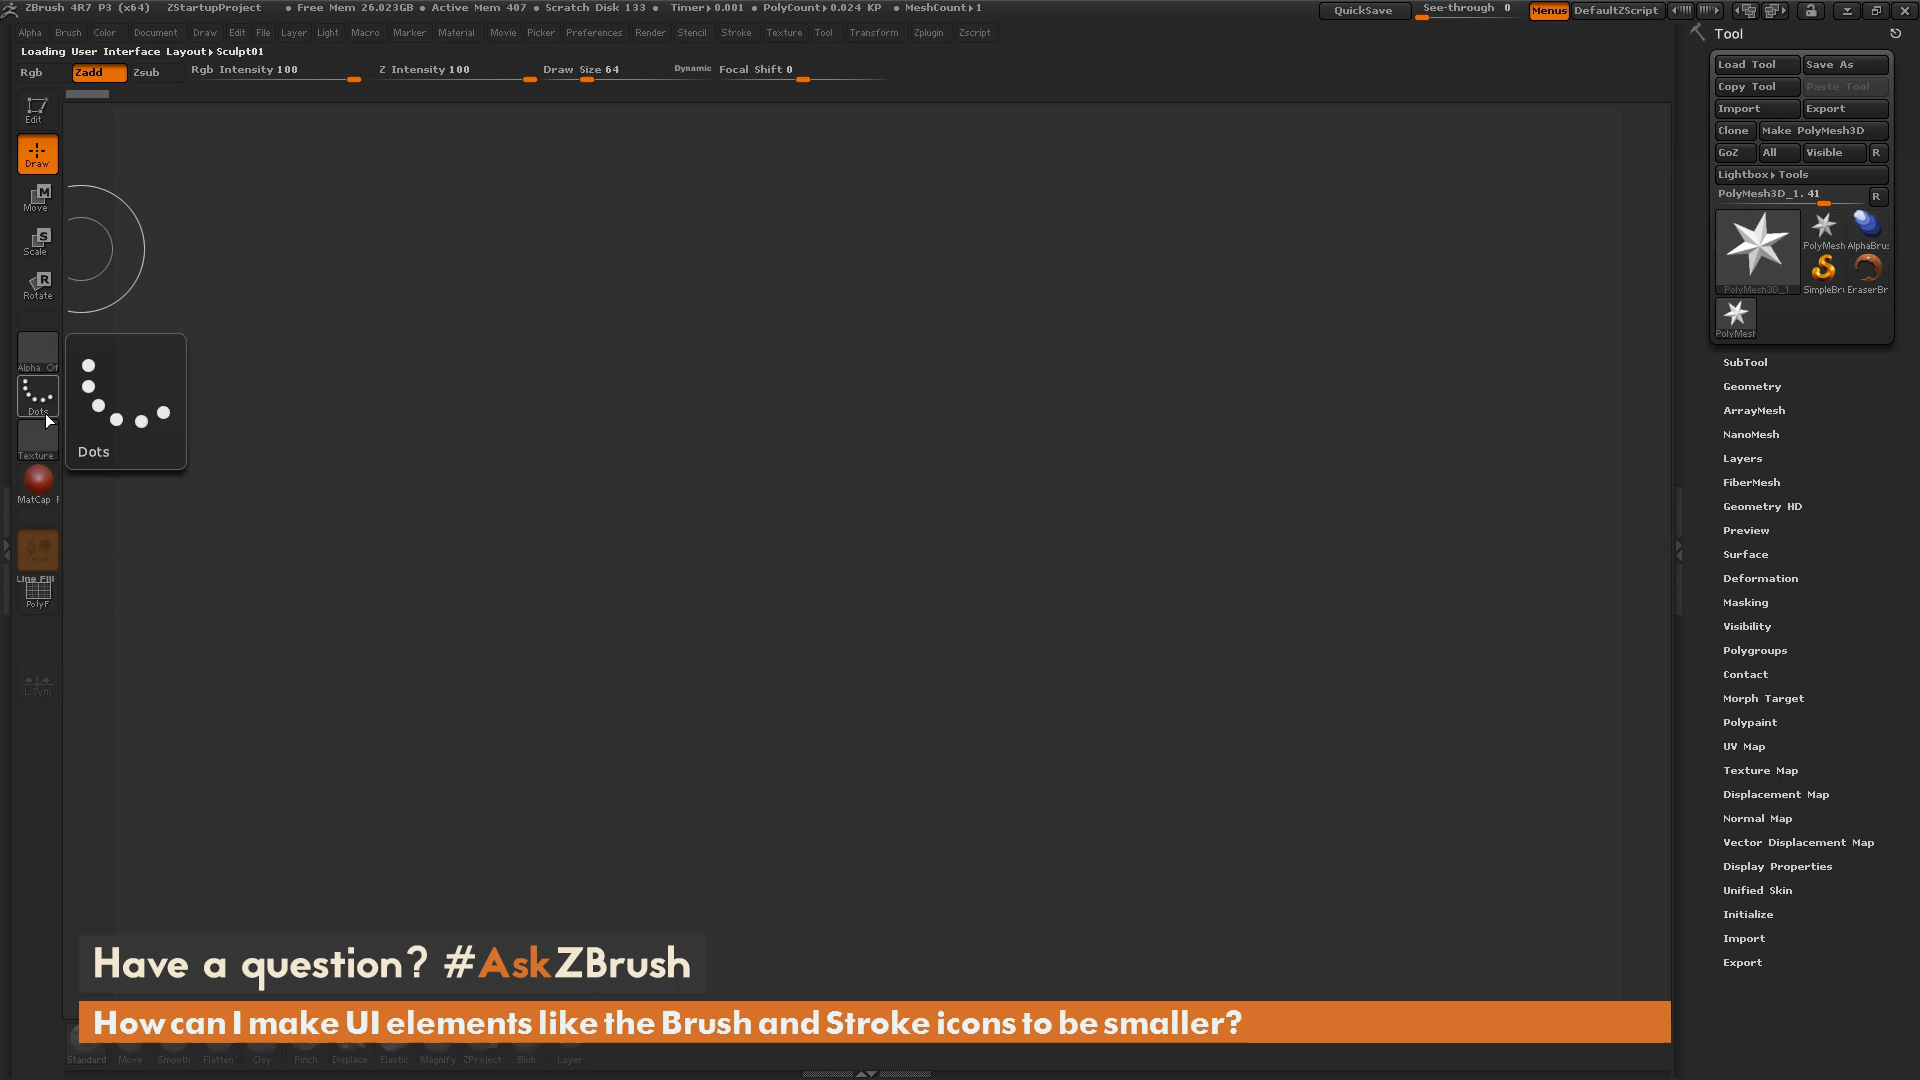 ZBrush 4R7 P3 (x64) ZStartupProject • Free Mem 26.023GB • Active Mem 407 • Scratch Disk 133 • Timer▸0.001 • PolyCount▸0.024 KP • MeshCount▸1 QuickSave See-through 0 Menus DefaultZScript
Alpha Brush Color Document Draw Edit File Layer Light Macro Marker Material Movie Picker Preferences Render Stencil Stroke Texture Tool Transform Zplugin Zscript
Loading User Interface Layout▸Sculpt01
Rgb Zadd Zsub Rgb Intensity 100 Z Intensity 100 Draw Size 64 Dynamic Focal Shift 0
Edit
Draw
Move
Scale
Rotate
Alpha Of
Dots
Texture
MatCap
Line Fill
PolyF
L.Sym
Dots
Tool
Load Tool Save As
Copy Tool Paste Tool
Import Export
Clone Make PolyMesh3D
GoZ All Visible R
Lightbox▸Tools
PolyMesh3D_1. 41 R
PolyMesh AlphaBrus
PolyMesh3D_1 SimpleBru EraserBr
PolyMesh
SubTool
Geometry
ArrayMesh
NanoMesh
Layers
FiberMesh
Geometry HD
Preview
Surface
Deformation
Masking
Visibility
Polygroups
Contact
Morph Target
Polypaint
UV Map
Texture Map
Displacement Map
Normal Map
Vector Displacement Map
Display Properties
Unified Skin
Initialize
Import
Export
Have a question? #AskZBrush
How can I make UI elements like the Brush and Stroke icons to be smaller?
Standard Move Smooth Flatten Clay Pinch Displace Elastic Magnify ZProject Blob Layer